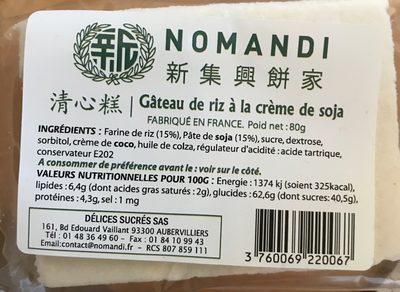 新
NOMANDI
新集興餅家
清心糕 | Gâteau de riz à la crème de soja
FABRIQUÉ EN FRANCE. Poid net : 80g
INGRÉDIENTS : Farine de riz (15%), Pâte de soja (15%), sucre, dextrose,
sorbitol, crème de coco, huile de colza, régulateur d'acidité : acide tartrique,
conservateur E202
A consommer de préférence avant le : voir sur le côté.
VALEURS NUTRITIONNELLES POUR 100G : Energie : 1374 kj (soient 325kacal),
lipides : 6,4g (dont acides gras saturés : 2g), glucides : 62,6g (dont sucres : 40,5g),
protéines : 4,3g, sel : 1 mg
DÉLICES SUCRÉS SAS
161, Bd Edouard Vaillant 93300 AUBERVILLIERS
Tél : 01 48 36 49 60 - Fax : 01 84 10 99 43
Email:contact@nomandi.fr - RCS 807 859 111
3 760069 220067